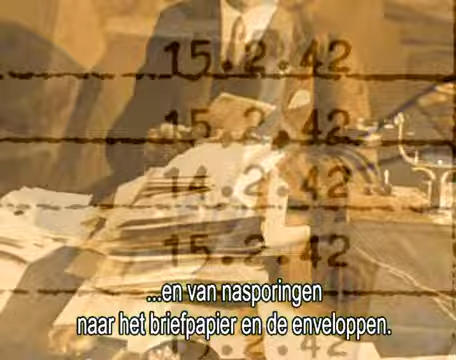 15.2.42
15.2.42
14.2.42
15.2.42
...en van nasporingen
naar het briefpapier en de enveloppen.